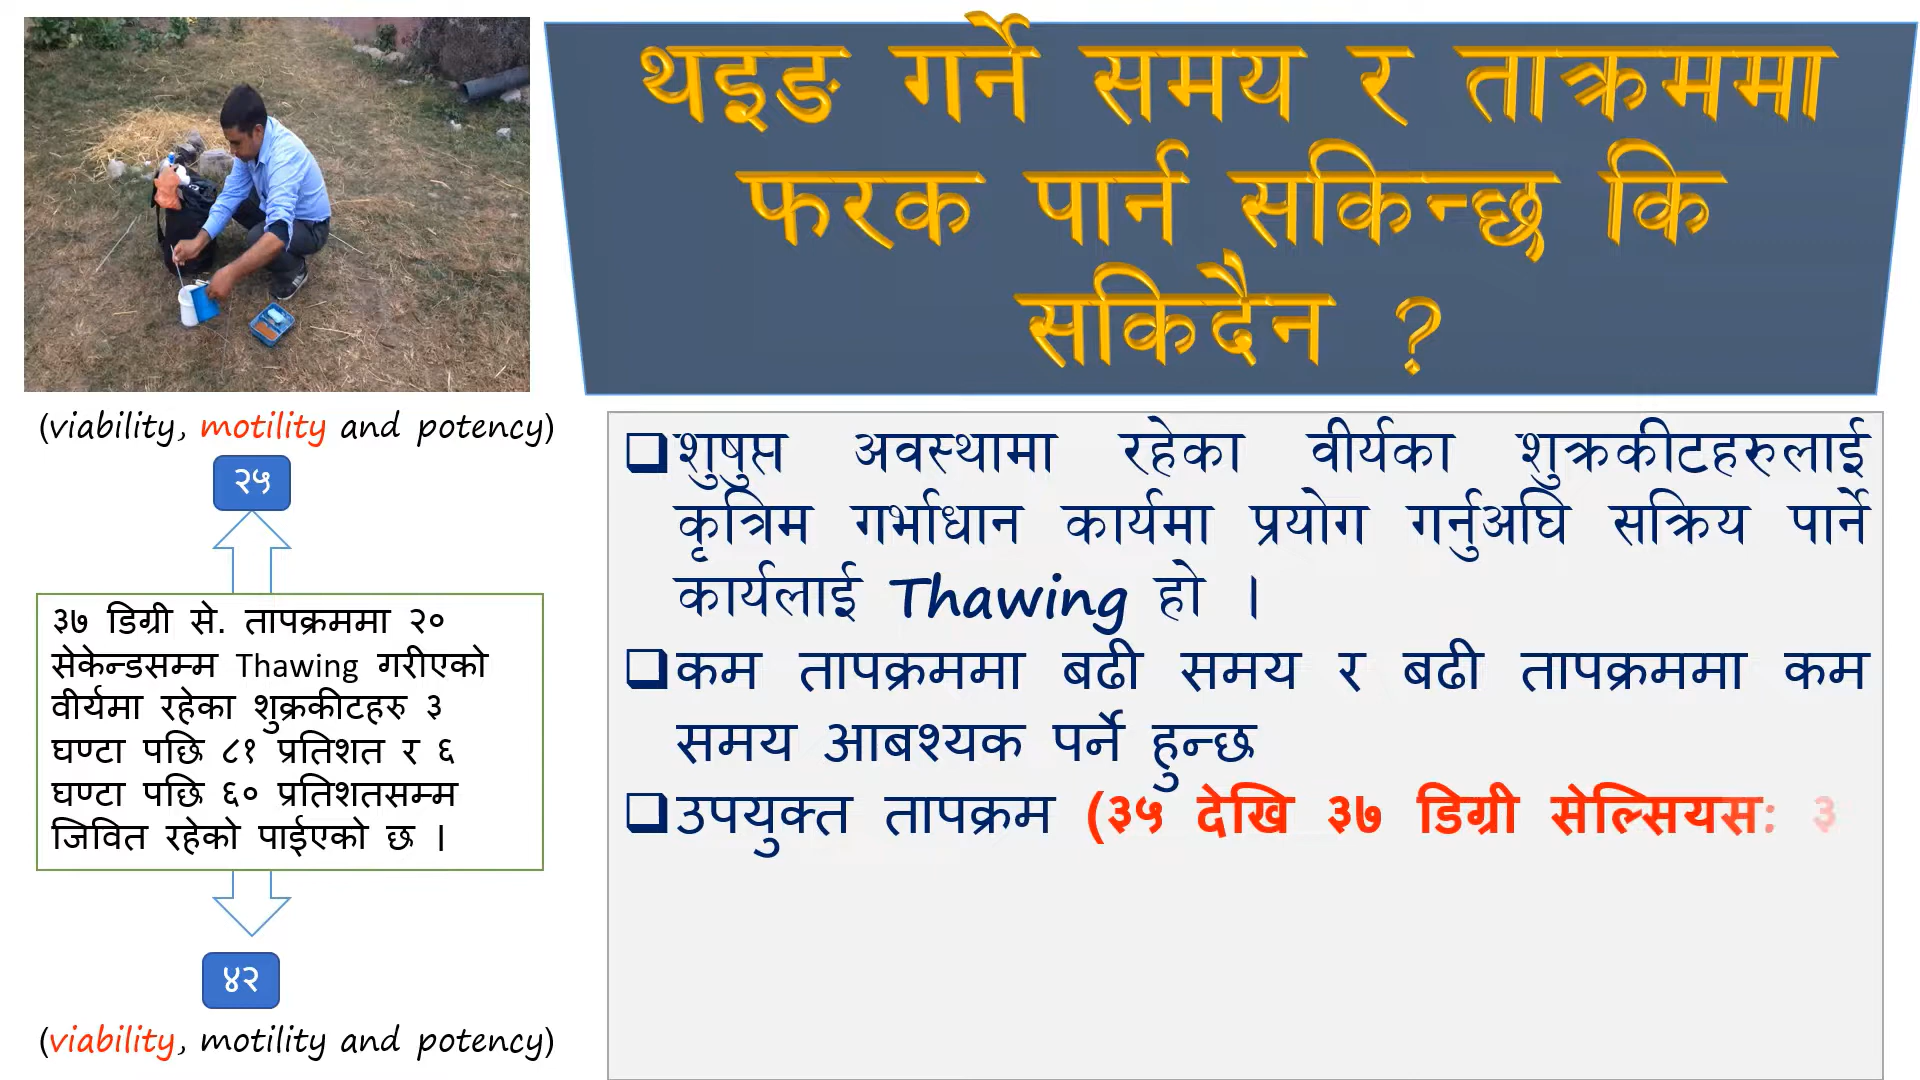 थइङ गर्ने समय र ताक्रममा
फरक पार्न सकिन्छ कि
सकिदैन ?
(viability, motility and potency)
२५
३७ डिग्री से. तापक्रममा २०
सेकेन्डसम्म Thawing गरीएको
वीर्यमा रहेका शुक्रकीटहरु ३
घण्टा पछि ८१ प्रतिशत र ६
घण्टा पछि ६० प्रतिशतसम्म
जिवित रहेको पाईएको छ ।
४२
(viability, motility and potency)
❑शुषुप्त अवस्थामा रहेका वीर्यका शुक्रकीटहरुलाई
कृत्रिम गर्भाधान कार्यमा प्रयोग गर्नुअघि सक्रिय पार्ने
कार्यलाई Thawing हो ।
❑कम तापक्रममा बढी समय र बढी तापक्रममा कम
समय आबश्यक पर्ने हुन्छ
❑उपयुक्त तापक्रम (३५ देखि ३७ डिग्री सेल्सियस: ३